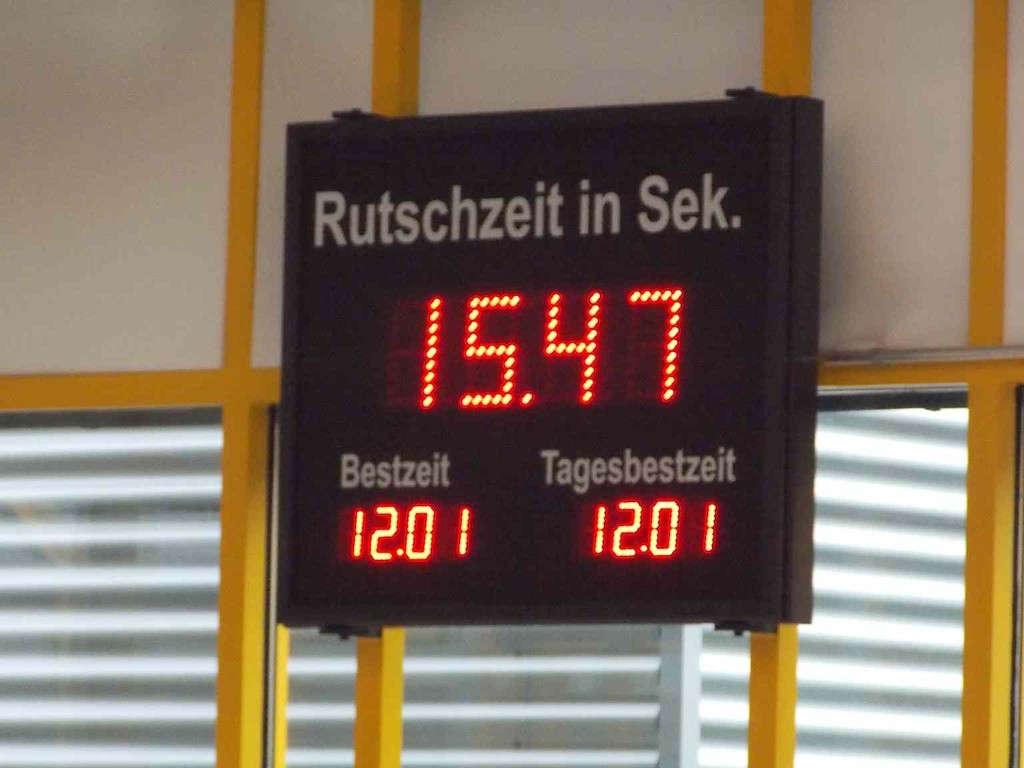 Rutschzeit in Sek.
15.47
Bestzeit Tagesbestzeit
12.01 12.01